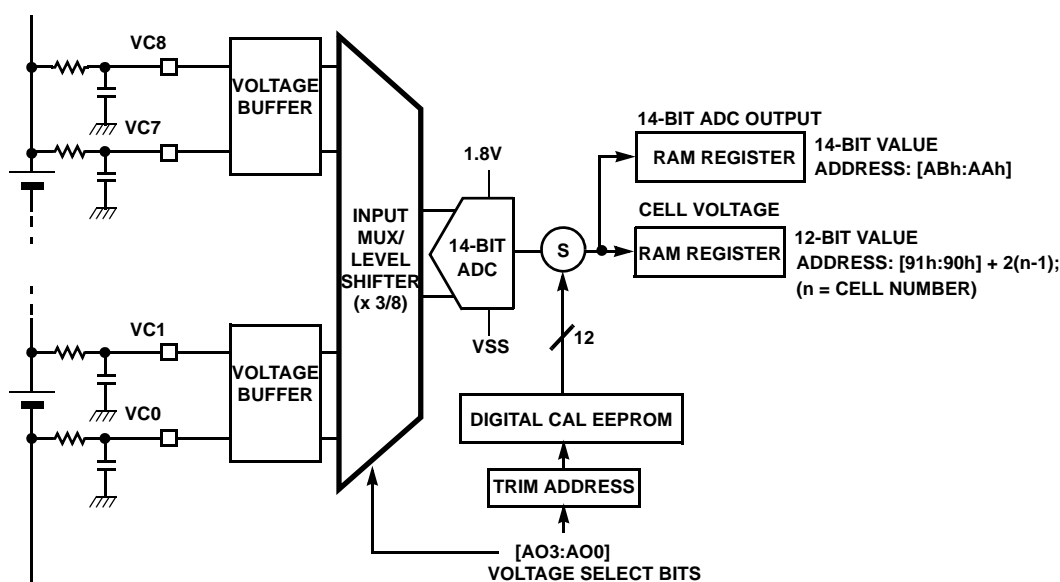 VC8
VOLTAGE
BUFFER
VC7
INPUT
MUX/
LEVEL
SHIFTER
(x 3/8)
1.8V
14-BIT
ADC
VSS
S
14-BIT ADC OUTPUT
RAM REGISTER
14-BIT VALUE
ADDRESS: [ABh:AAh]
CELL VOLTAGE
RAM REGISTER
12-BIT VALUE
ADDRESS: [91h:90h] + 2(n-1);
(n = CELL NUMBER)
VC1
VOLTAGE
BUFFER
VC0
12
DIGITAL CAL EEPROM
TRIM ADDRESS
[AO3:AO0]
VOLTAGE SELECT BITS